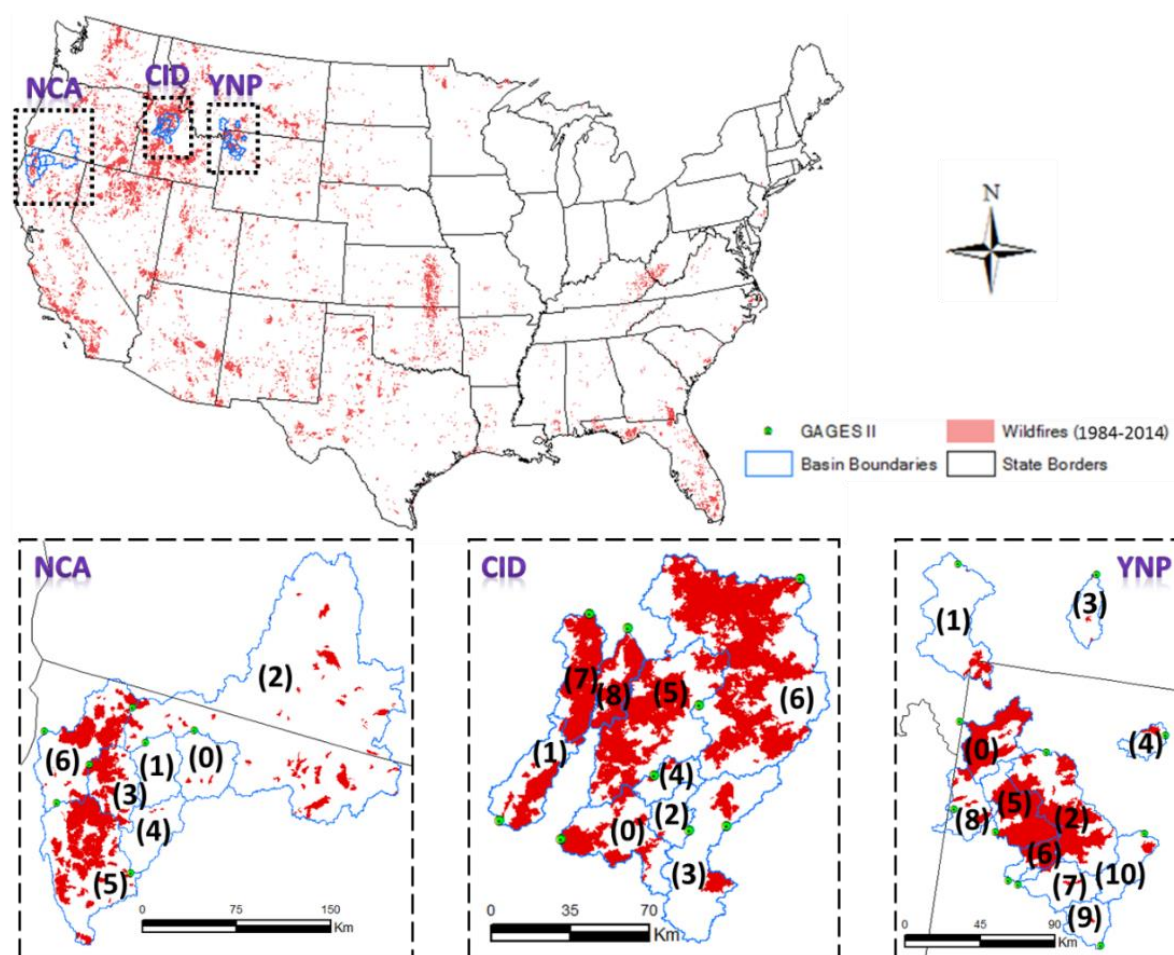 NCA
CID
YNP
N
GAGES II
Wildfires (1984-2014)
Basin Boundaries
State Borders
NCA
(2)
(6)
(1)
(0)
(3)
(4)
(5)
0 75 150
Km
CID
(7)
(8)
(5)
(6)
(1)
(4)
(2)
(0)
(3)
0 35 70
Km
YNP
(1)
(3)
(0)
(4)
(5)
(8)
(2)
(6)
(7)
(10)
(9)
0 45 90
Km